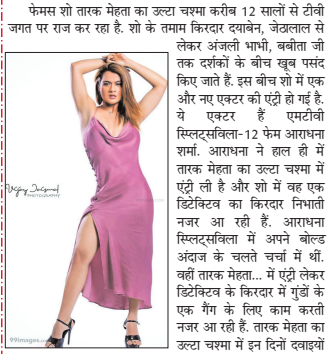 फेमस शो तारक मेहता का उल्टा चश्मा करीब 12 सालों से टीवी
जगत पर राज कर रहा है. शो के तमाम किरदार दयाबेन, जेठालाल से
लेकर अंजली भाभी, बबीता जी
तक दर्शकों के बीच खूब पसंद
किए जाते हैं. इस बीच शो में एक
और नए एक्टर की एंट्री हो गई है.
ये एक्टर हैं एमटीवी
स्प्लिट्सविला-12 फेम आराधना
शर्मा. आराधना ने हाल ही में
तारक मेहता का उल्टा चश्मा में
एंट्री ली है और शो में वह एक
डिटेक्टिव का किरदार निभाती
नजर आ रही हैं. आराधना
स्प्लिट्सविला में अपने बोल्ड
अंदाज के चलते चर्चा में थीं.
वहीं तारक मेहता... में एंट्री लेकर
डिटेक्टिव के किरदार में गुंडों के
एक गैंग के लिए काम करती
नजर आ रही हैं. तारक मेहता का
उल्टा चश्मा में इन दिनों दवाइयों
PHOTOGRAPHY
99images